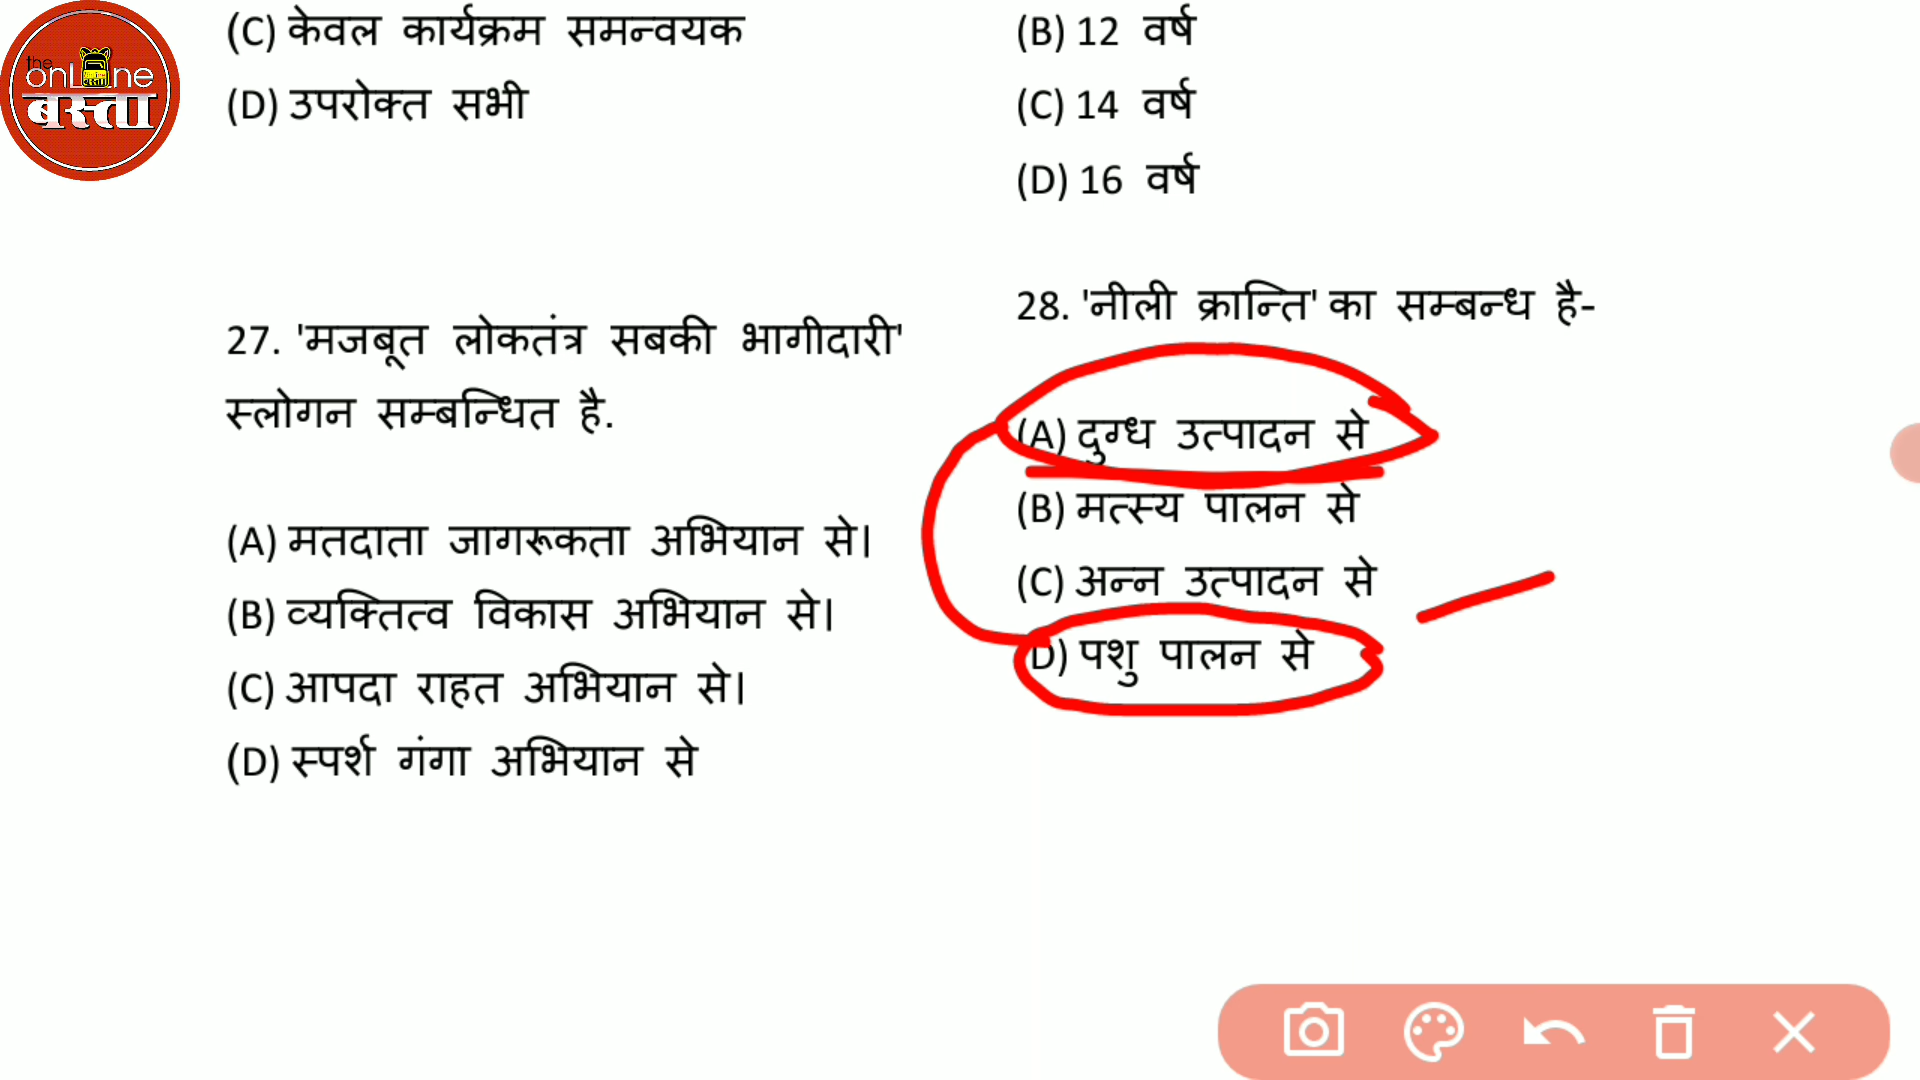 the
onLine
बस्ता
(C) केवल कार्यक्रम समन्वयक
(D) उपरोक्त सभी
27. 'मजबूत लोकतंत्र सबकी भागीदारी'
स्लोगन सम्बन्धित है.
(A) मतदाता जागरूकता अभियान से।
(B) व्यक्तित्व विकास अभियान से।
(C) आपदा राहत अभियान से।
(D) स्पर्श गंगा अभियान से
(B) 12 वर्ष
(C) 14 वर्ष
(D) 16 वर्ष
28. 'नीली क्रान्ति' का सम्बन्ध है-
(A) दुग्ध उत्पादन से
(B) मत्स्य पालन से
(C) अन्न उत्पादन से
D) पशु पालन से